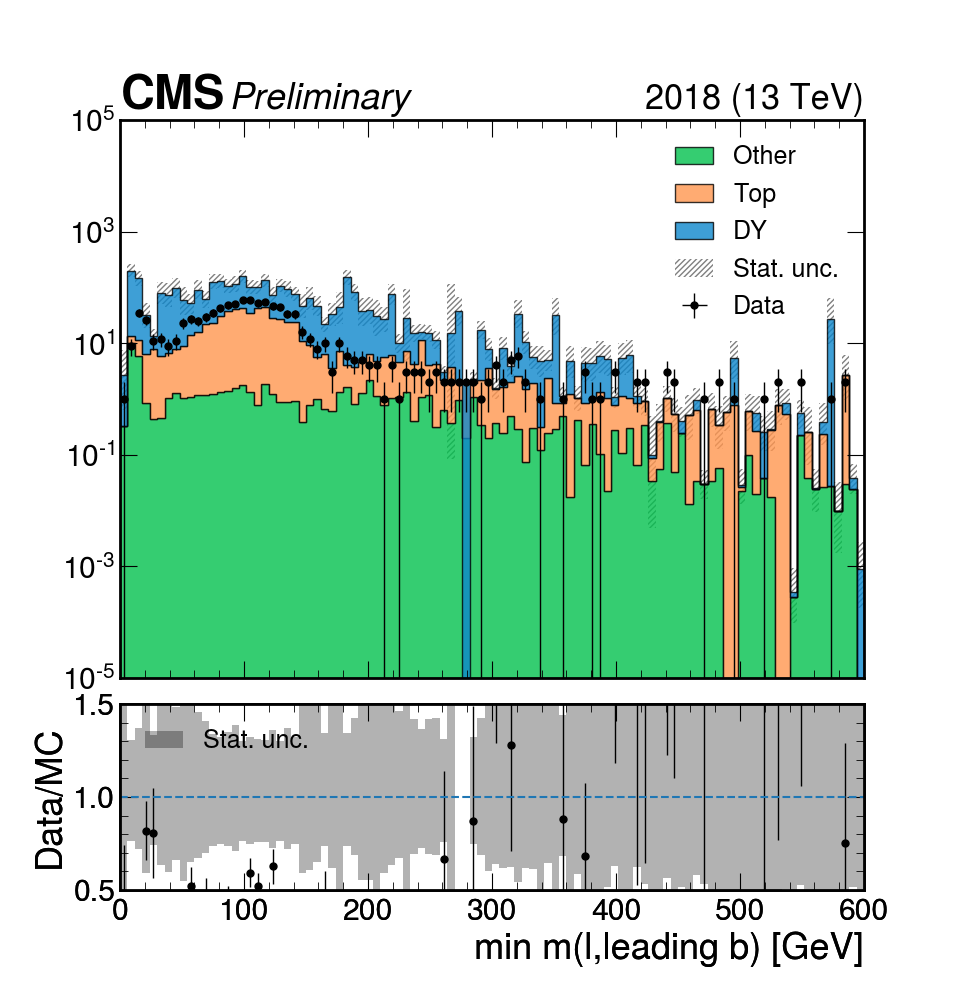 CMS Preliminary 2018 (13 TeV)
10^5
10^3
10^1
10^-1
10^-3
10^-5
Other
Top
DY
Stat. unc.
Data
Data/MC
1.5
1.0
0.5
Stat. unc.
0 100 200 300 400 500 600
min m(l,leading b) [GeV]